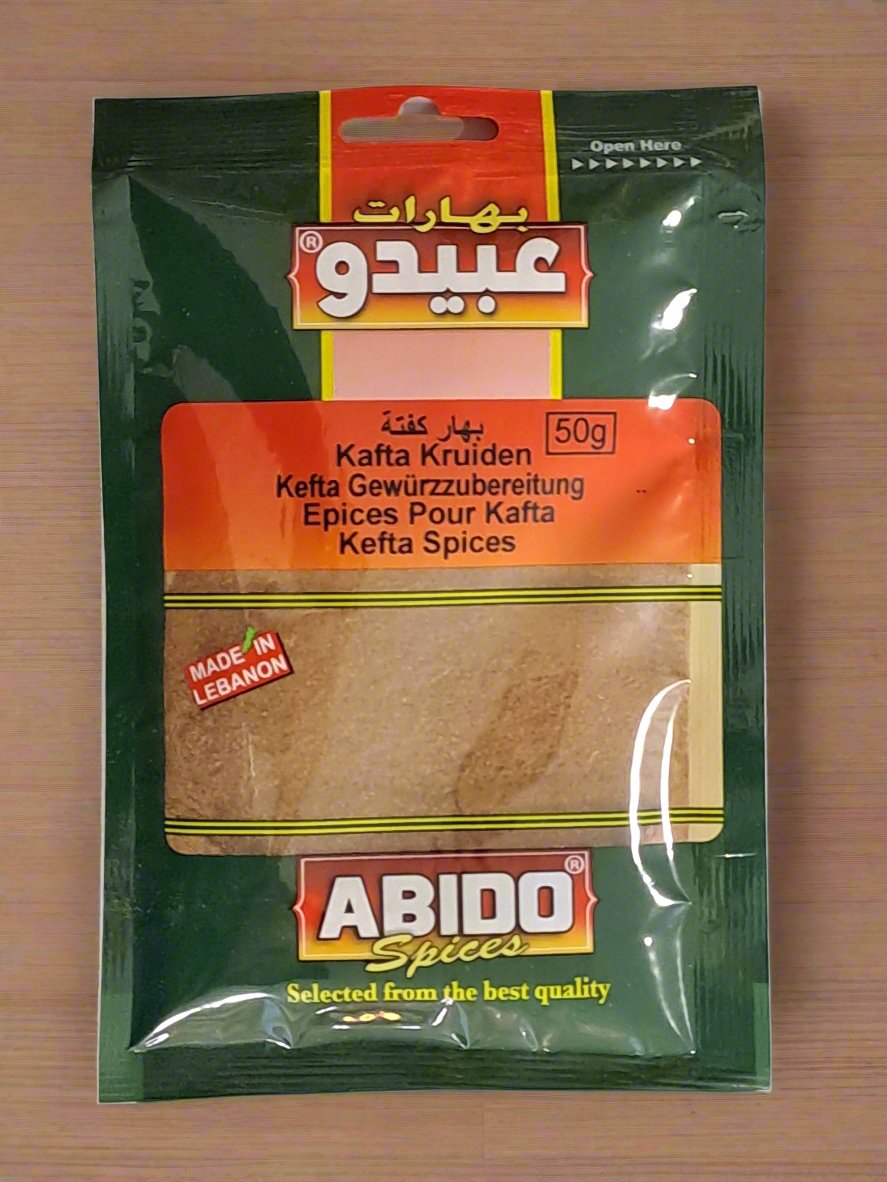 Open Here
بهارات
عبيدو®
بهار كفتة
50g
Kafta Kruiden
Kefta Gewürzzubereitung
Epices Pour Kafta
Kefta Spices
MADE IN
LEBANON
ABIDO®
Spices
Selected from the best quality